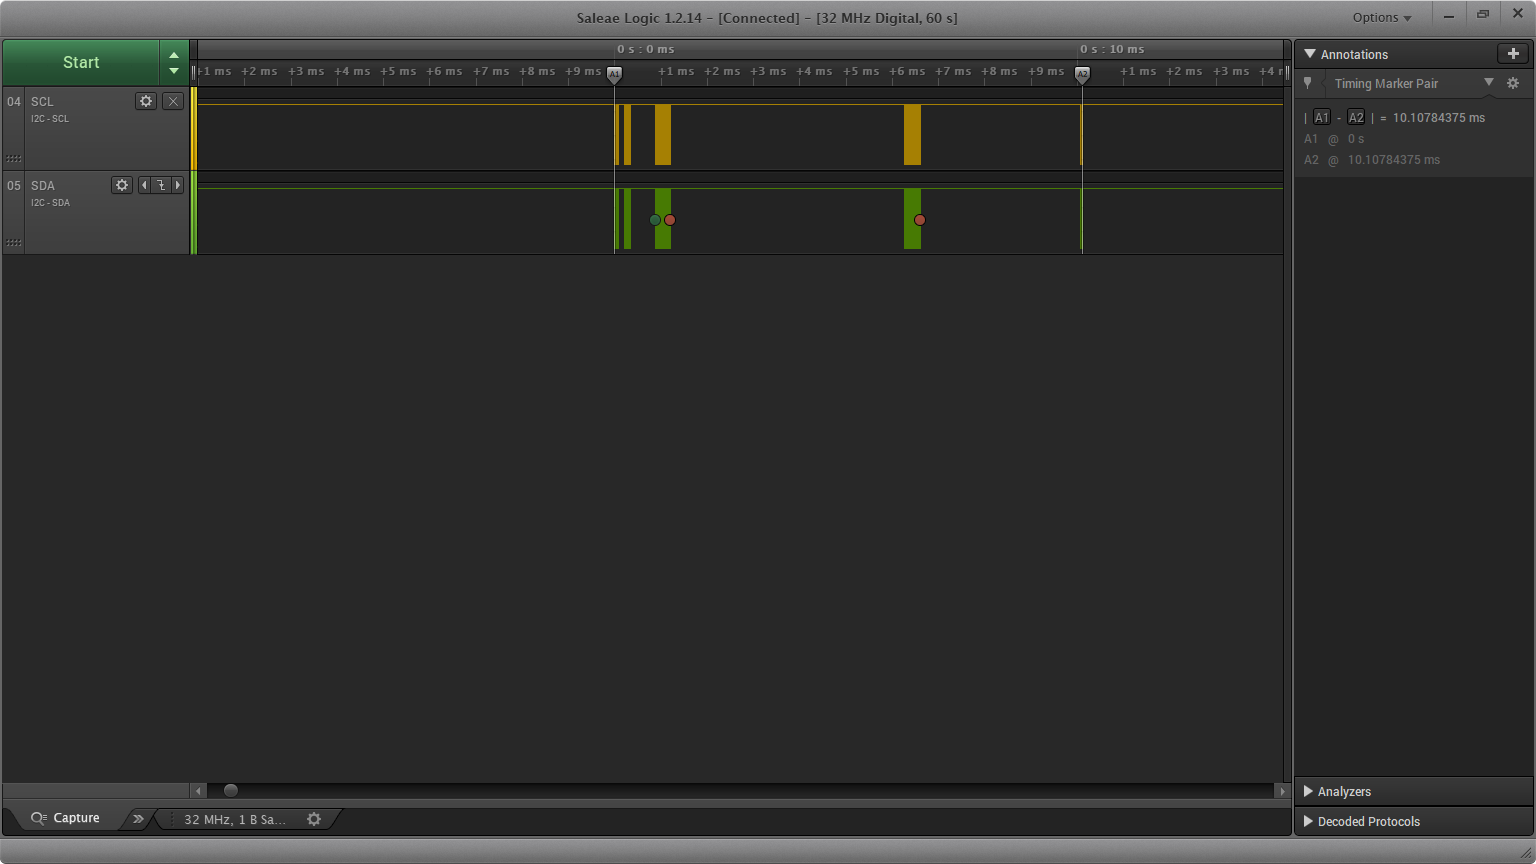 Saleae Logic 1.2.14 - [Connected] - [32 MHz Digital, 60 s]
Options
Start
0 s : 0 ms
0 s : 10 ms
+1 ms +2 ms +3 ms +4 ms +5 ms +6 ms +7 ms +8 ms +9 ms A1 +1 ms +2 ms +3 ms +4 ms +5 ms +6 ms +7 ms +8 ms +9 ms A2 +1 ms +2 ms +3 ms +4
04 SCL
I2C - SCL
05 SDA
I2C - SDA
Annotations
Timing Marker Pair
| A1 - A2 | = 10.10784375 ms
A1 @ 0 s
A2 @ 10.10784375 ms
Analyzers
Decoded Protocols
Capture
32 MHz, 1 B Sa...